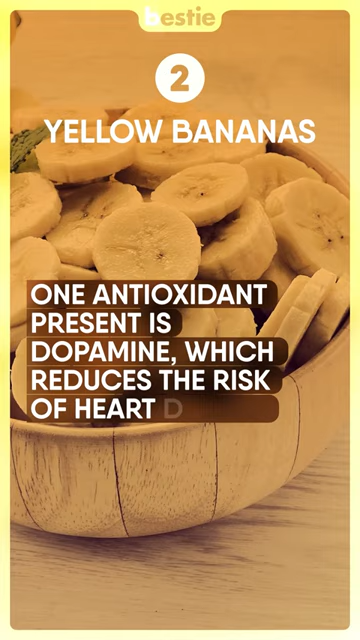 bestie
2
YELLOW BANANAS
ONE ANTIOXIDANT
PRESENT IS
DOPAMINE, WHICH
REDUCES THE RISK
OF HEART D